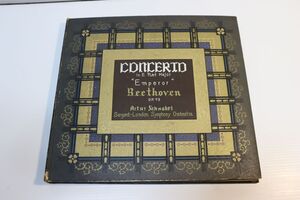 CONCERTO
in E Flat Major
"Emperor"
Beethoven
OP. 73
Artur Schnabel
Sargent-London Symphony Orchestra